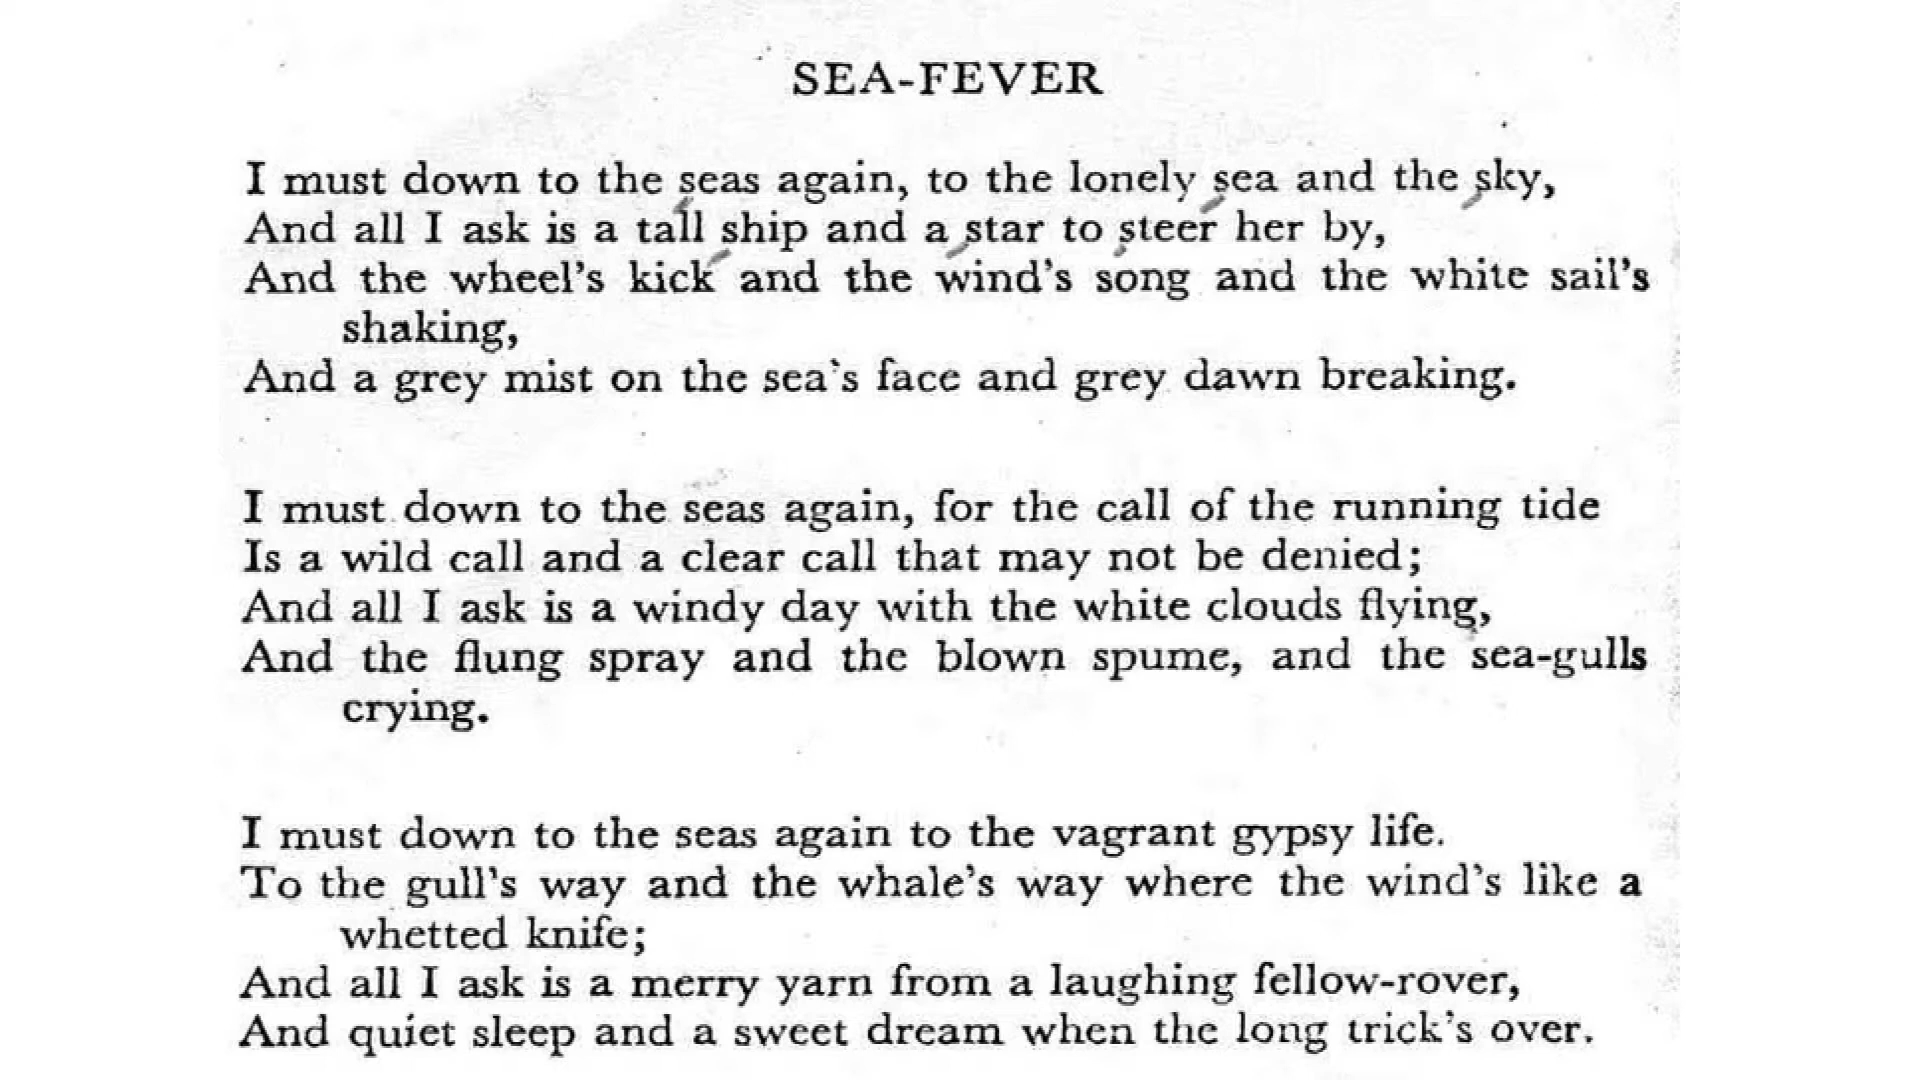 SEA-FEVER
I must down to the seas again, to the lonely sea and the sky,
And all I ask is a tall ship and a star to steer her by,
And the wheel's kick and the wind's song and the white sail's
shaking,
And a grey mist on the sea's face and grey dawn breaking.
I must down to the seas again, for the call of the running tide
Is a wild call and a clear call that may not be denied;
And all I ask is a windy day with the white clouds flying,
And the flung spray and the blown spume, and the sea-gulls
crying.
I must down to the seas again to the vagrant gypsy life.
To the gull's way and the whale's way where the wind's like a
whetted knife;
And all I ask is a merry yarn from a laughing fellow-rover,
And quiet sleep and a sweet dream when the long trick's over.